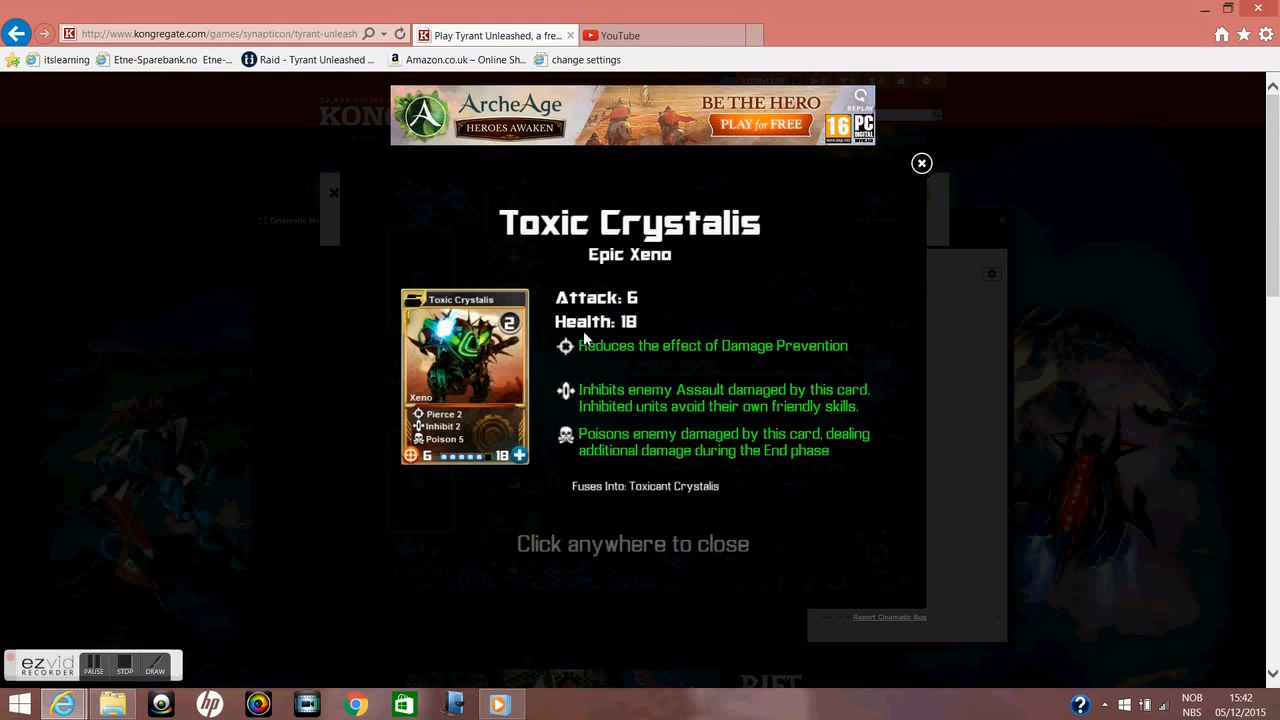 http://www.kongregate.com/games/synapticon/tyrant-unleash
Play Tyrant Unleashed, a fre...
YouTube
itslearning
Etne-Sparebank.no Etne-...
Raid - Tyrant Unleashed ...
Amazon.co.uk – Online Sh...
change settings
ArcheAge
HEROES AWAKEN
BE THE HERO
PLAY for FREE
REPLAY
16
PC
Toxic Crystalis
Epic Xeno
Toxic Crystalis
2
Xeno
Pierce 2
Inhibit 2
Poison 5
6
18
Attack: 6
Health: 18
Reduces the effect of Damage Prevention
Inhibits enemy Assault damaged by this card.
Inhibited units avoid their own friendly skills.
Poisons enemy damaged by this card, dealing
additional damage during the End phase
Fuses Into: Toxicant Crystalis
Click anywhere to close
Report Cinematic Bug
ezvid
RECORDER
PAUSE
STOP
DRAW
NOR
NBS
15:42
05/12/2015